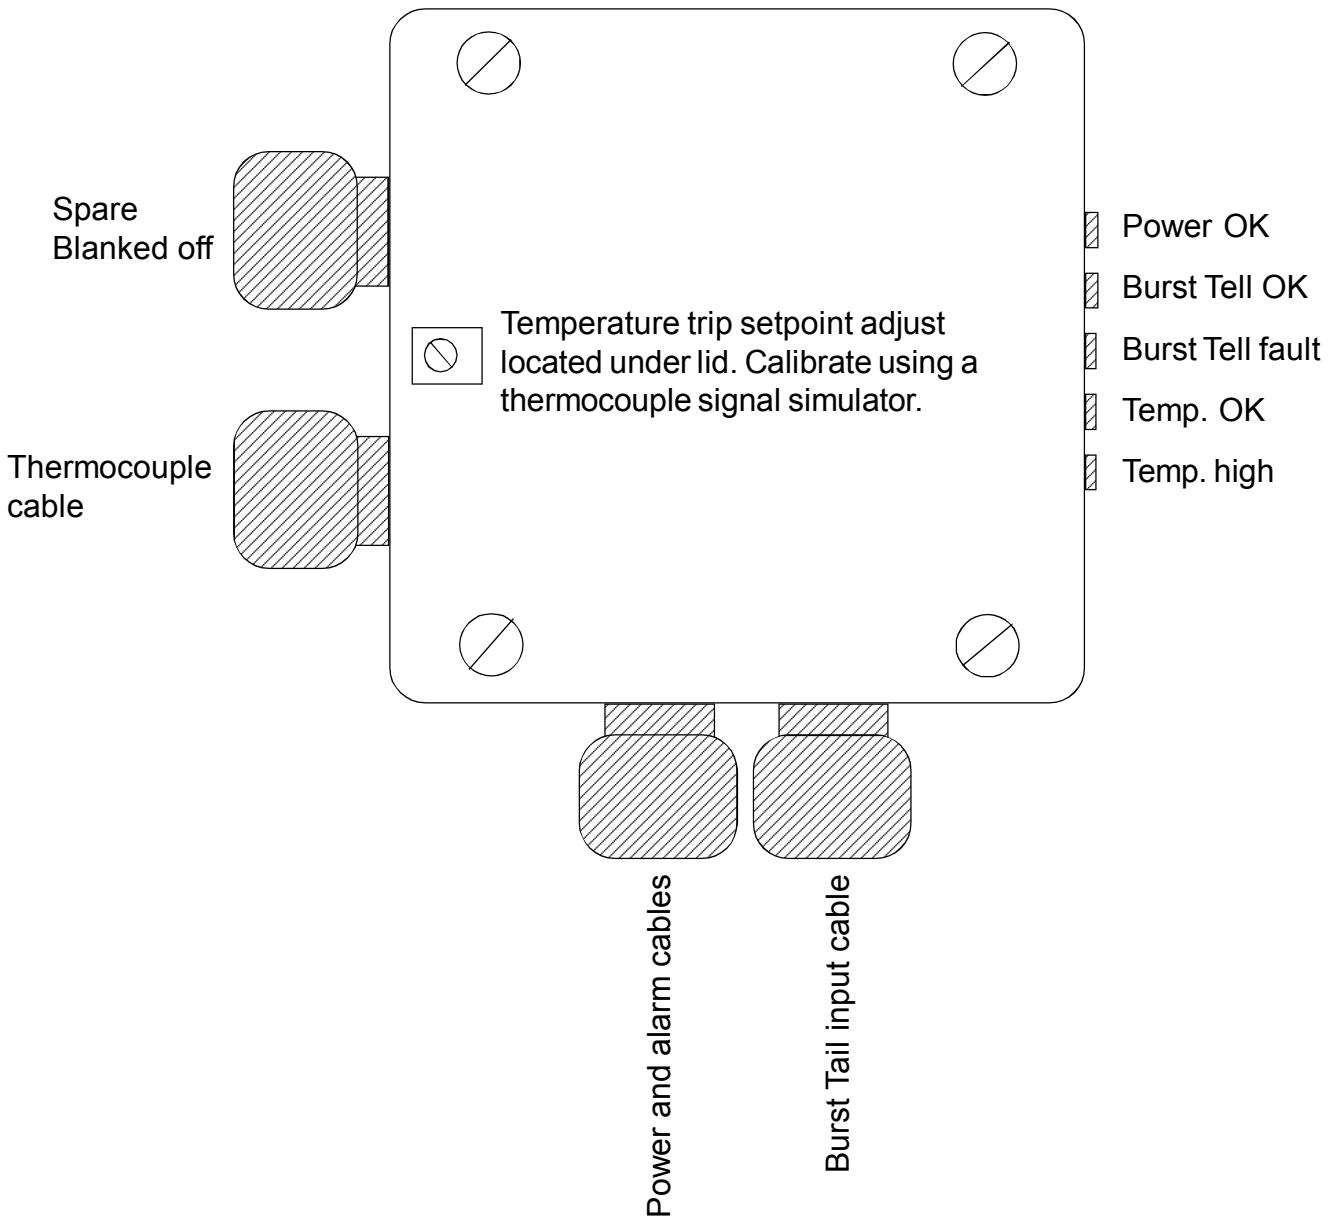 Spare
Blanked off
Thermocouple
cable
Temperature trip setpoint adjust
located under lid. Calibrate using a
thermocouple signal simulator.
Power OK
Burst Tell OK
Burst Tell fault
Temp. OK
Temp. high
Power and alarm cables
Burst Tail input cable